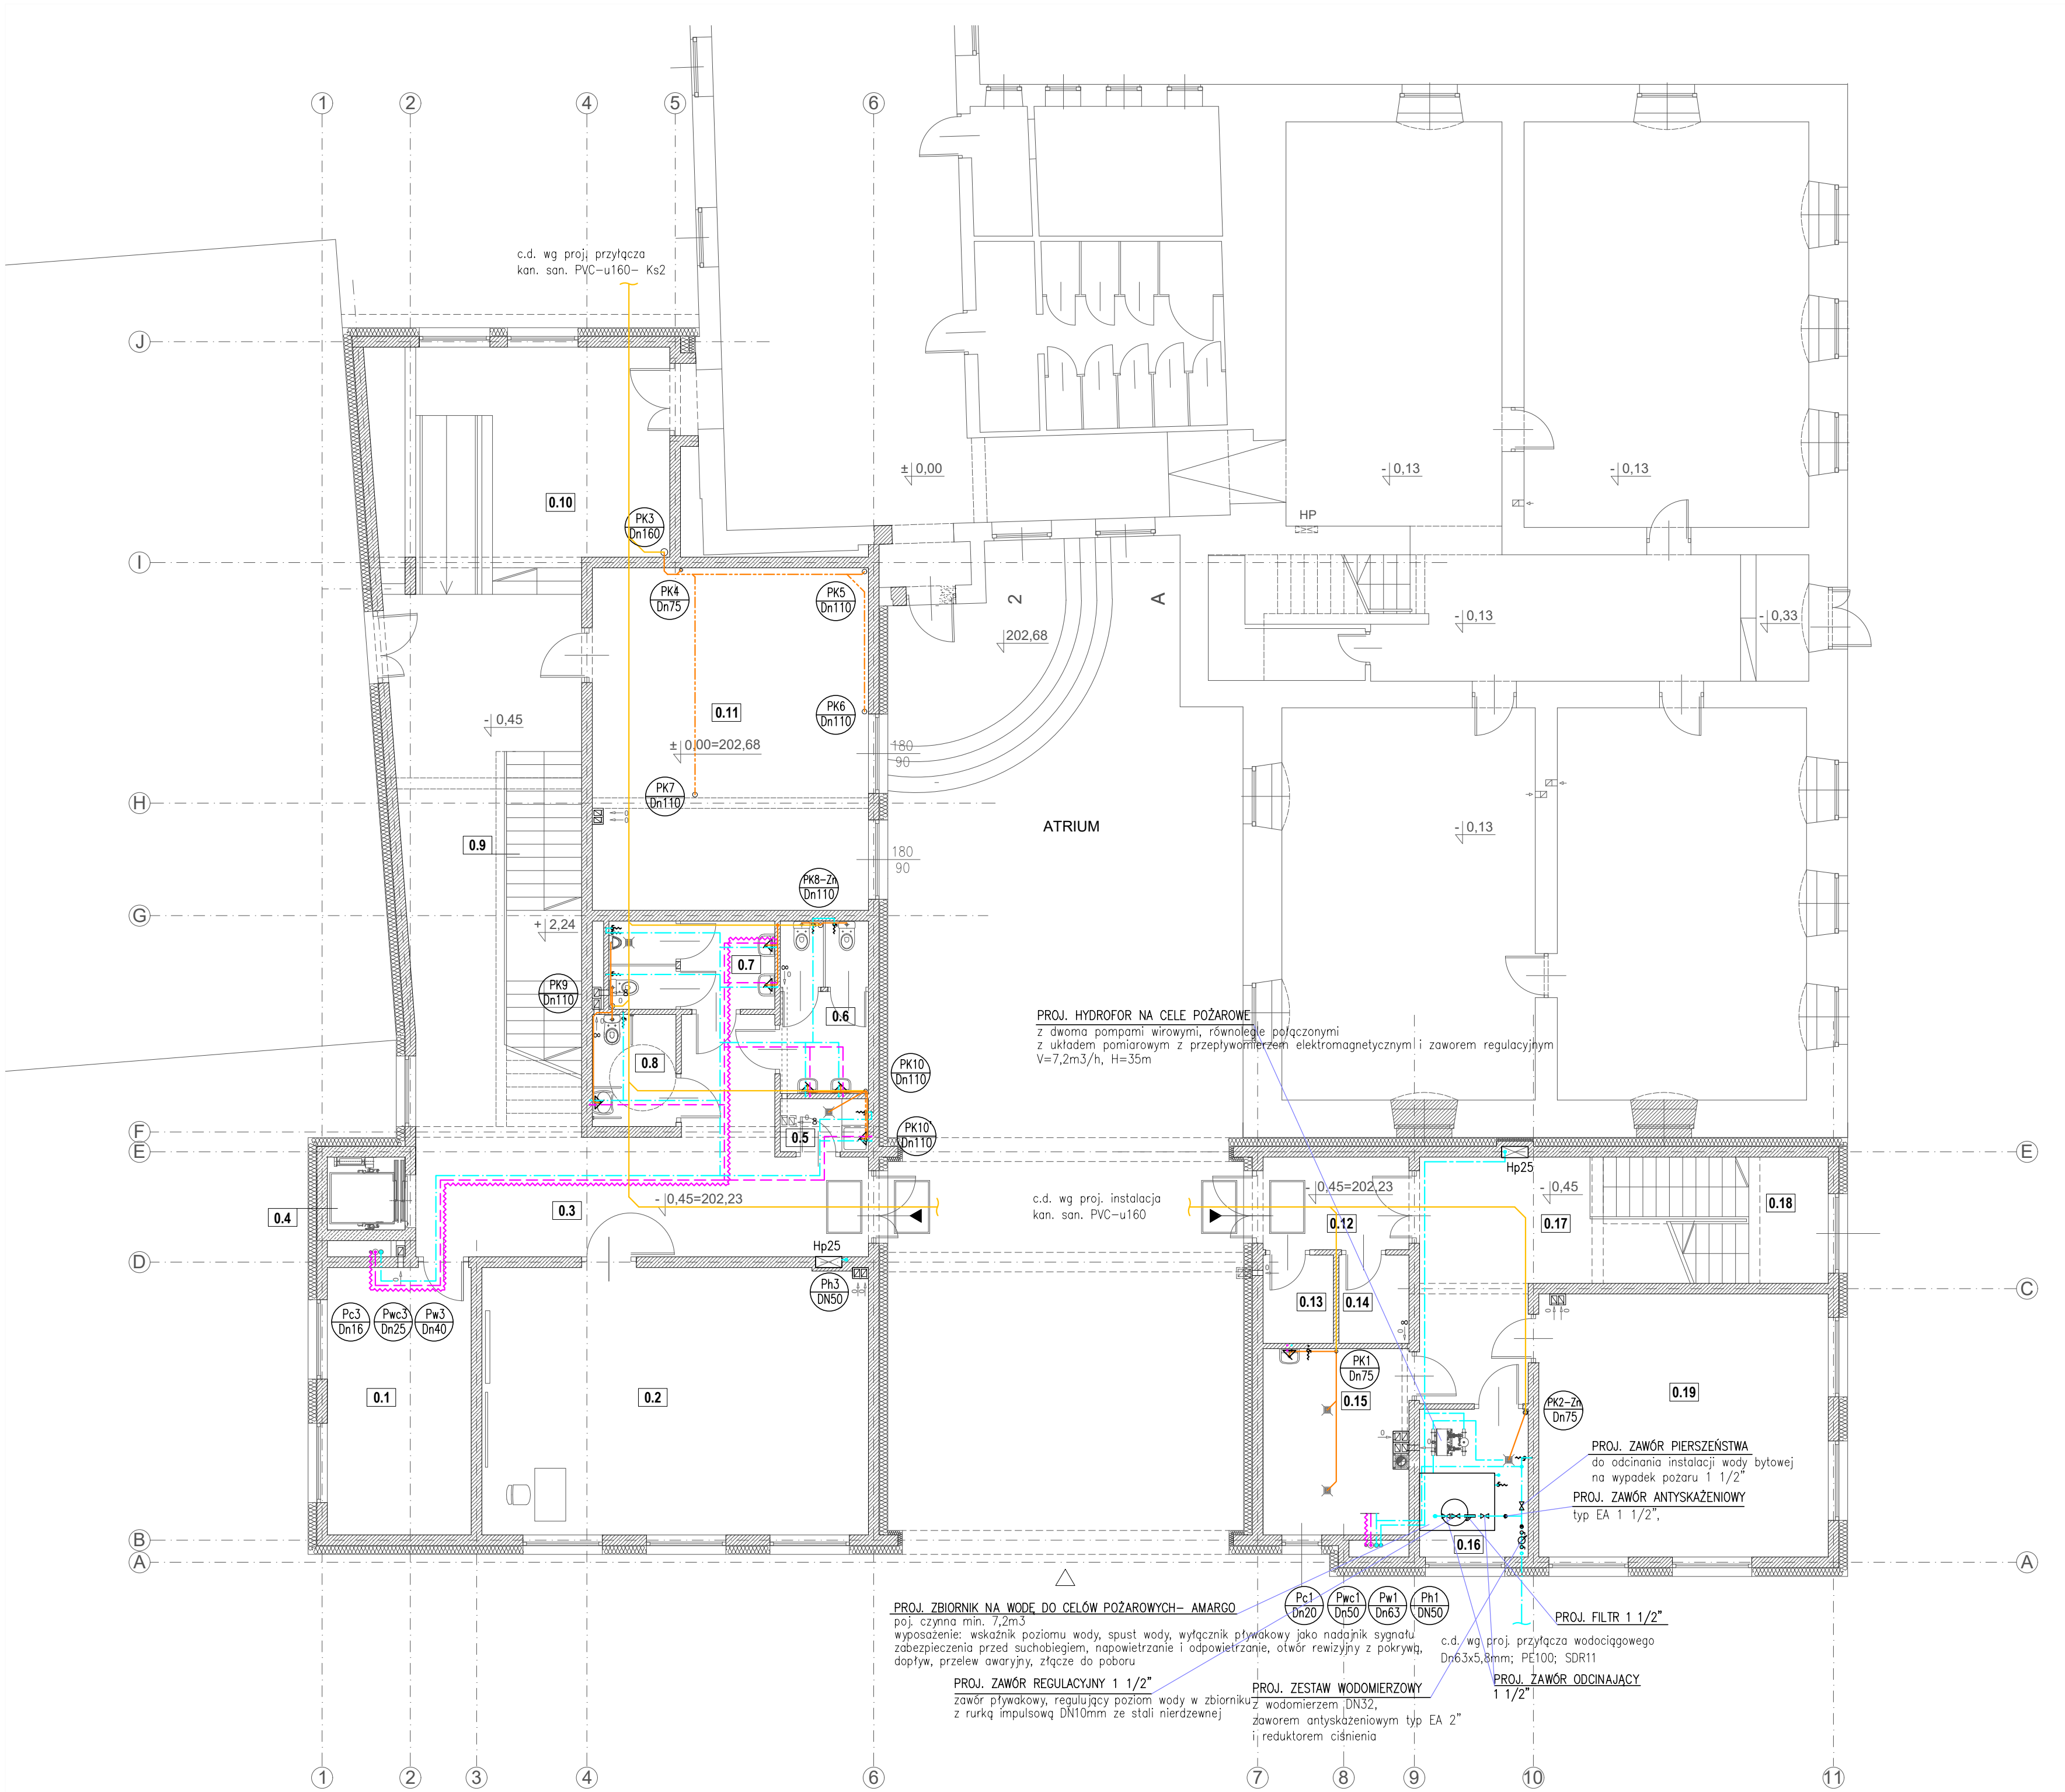 1
2
4
5
6
c.d. wg proj. przyłącza
kan. san. PVC-u160- Ks2
J
0.10
PK3
Dn160
± 0,00
- 0,13
- 0,13
HP
I
PK4
Dn75
PK5
Dn110
2
A
202,68
- 0,13
- 0,33
PK6
Dn110
0.11
- 0,45
± 0,00=202,68
180
90
PK7
Dn110
H
ATRIUM
- 0,13
0.9
180
90
PK8-Zn
Dn110
G
+ 2,24
0.7
PK9
Dn110
0.6
PROJ. HYDROFOR NA CELE POŻAROWE
z dwoma pompami wirowymi, równolegle połączonymi
z układem pomiarowym z przepływomierzem elektromagnetycznym i zaworem regulacyjnym
V=7,2m3/h, H=35m
0.8
PK10
Dn110
F
0.5
PK10
Dn110
E
E
Hp25
0.4
0.3
- 0,45=202,23
c.d. wg proj. instalacja
kan. san. PVC-u160
- 0,45=202,23
0.12
- 0,45
0.17
0.18
D
Hp25
Ph3
DN50
0.13
0.14
C
Pc3
Dn16
Pwc3
Dn25
Pw3
Dn40
PK1
Dn75
0.1
0.2
0.15
0.19
PK2-Zn
Dn75
PROJ. ZAWÓR PIERSZEŃSTWA
do odcinania instalacji wody bytowej
na wypadek pożaru 1 1/2"
PROJ. ZAWÓR ANTYSKAŻENIOWY
typ EA 1 1/2",
B
0.16
A
A
PROJ. ZBIORNIK NA WODĘ DO CELÓW POŻAROWYCH- AMARGO
poj. czynna min. 7,2m3
wyposażenie: wskaźnik poziomu wody, spust wody, wyłącznik pływakowy jako nadajnik sygnału
zabezpieczenia przed suchobiegiem, napowietrzanie i odpowietrzanie, otwór rewizyjny z pokrywą,
dopływ, przelew awaryjny, złącze do poboru
Pc1
Dn20
Pwc1
Dn50
Pw1
Dn63
Ph1
DN50
PROJ. FILTR 1 1/2"
c.d. wg proj. przyłącza wodociągowego
Dn63x5,8mm; PE100; SDR11
PROJ. ZAWÓR REGULACYJNY 1 1/2"
zawór pływakowy, regulujący poziom wody w zbiorniku
z rurką impulsową DN10mm ze stali nierdzewnej
PROJ. ZESTAW WODOMIERZOWY
z wodomierzem DN32,
zaworem antyskażeniowym typ EA 2"
i reduktorem ciśnienia
PROJ. ZAWÓR ODCINAJĄCY
1 1/2"
1
2
3
4
6
7
8
9
10
11